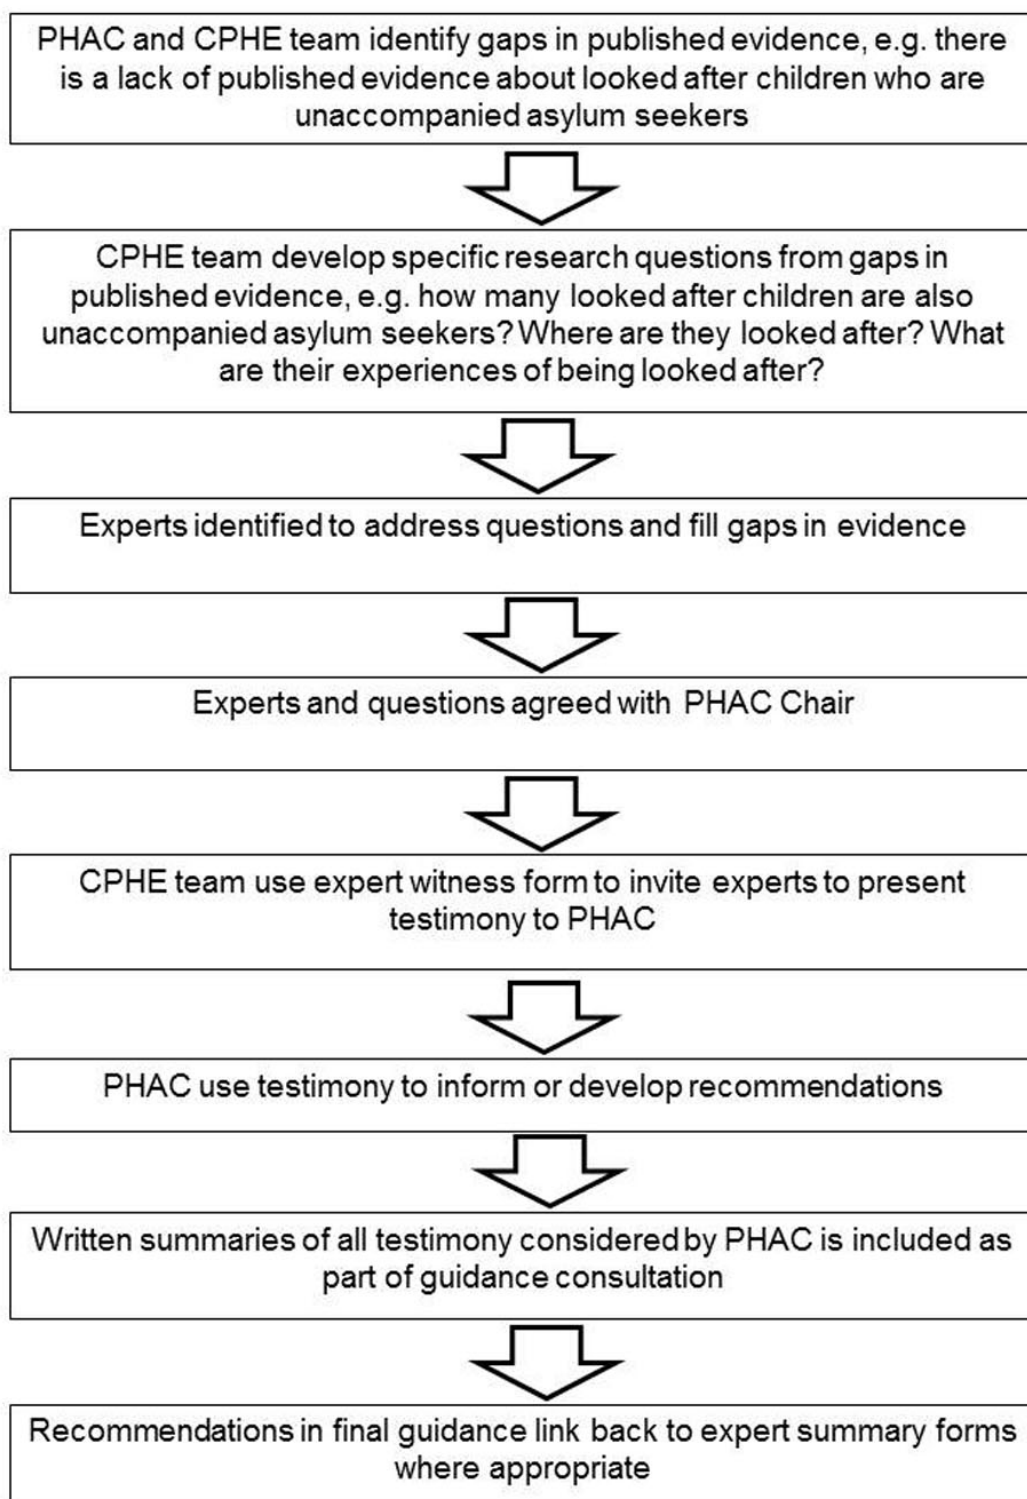 PHAC and CPHE team identify gaps in published evidence, e.g. there
is a lack of published evidence about looked after children who are
unaccompanied asylum seekers
CPHE team develop specific research questions from gaps in
published evidence, e.g. how many looked after children are also
unaccompanied asylum seekers? Where are they looked after? What
are their experiences of being looked after?
Experts identified to address questions and fill gaps in evidence
Experts and questions agreed with PHAC Chair
CPHE team use expert witness form to invite experts to present
testimony to PHAC
PHAC use testimony to inform or develop recommendations
Written summaries of all testimony considered by PHAC is included as
part of guidance consultation
Recommendations in final guidance link back to expert summary forms
where appropriate